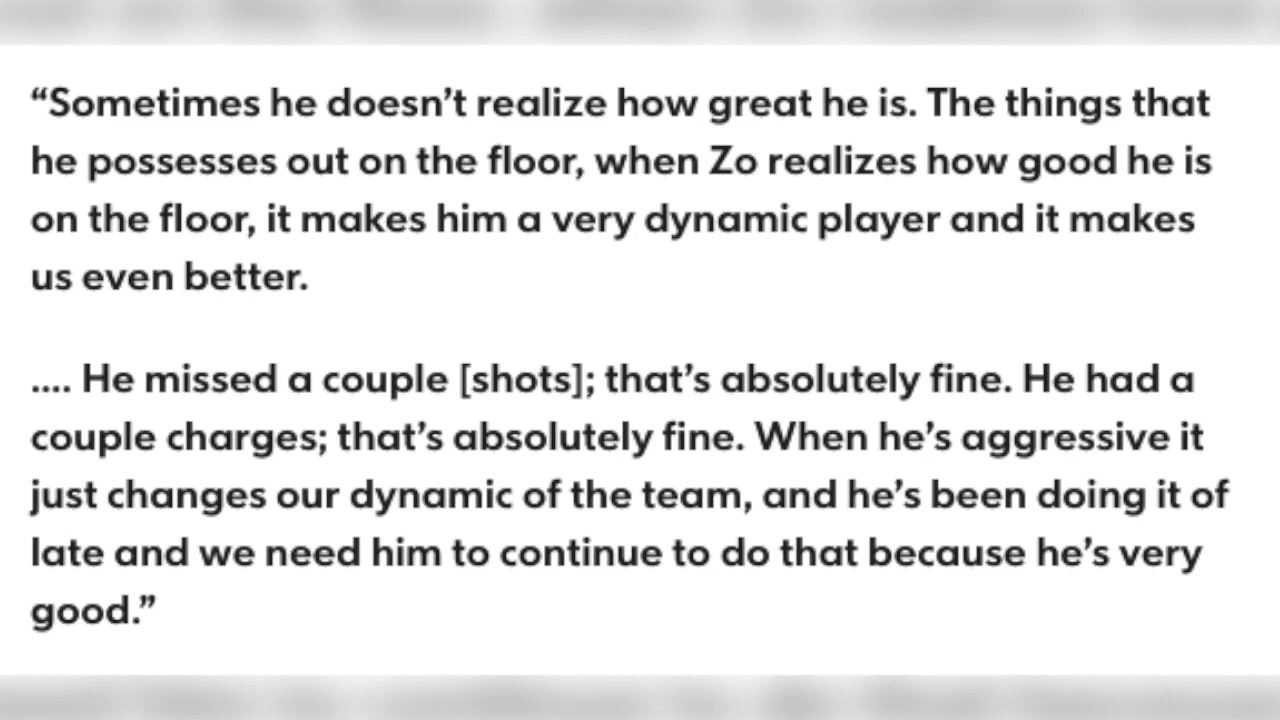 “Sometimes he doesn’t realize how great he is. The things that
he possesses out on the floor, when Zo realizes how good he is
on the floor, it makes him a very dynamic player and it makes
us even better.
.... He missed a couple [shots]; that’s absolutely fine. He had a
couple charges; that’s absolutely fine. When he’s aggressive it
just changes our dynamic of the team, and he’s been doing it of
late and we need him to continue to do that because he’s very
good.”